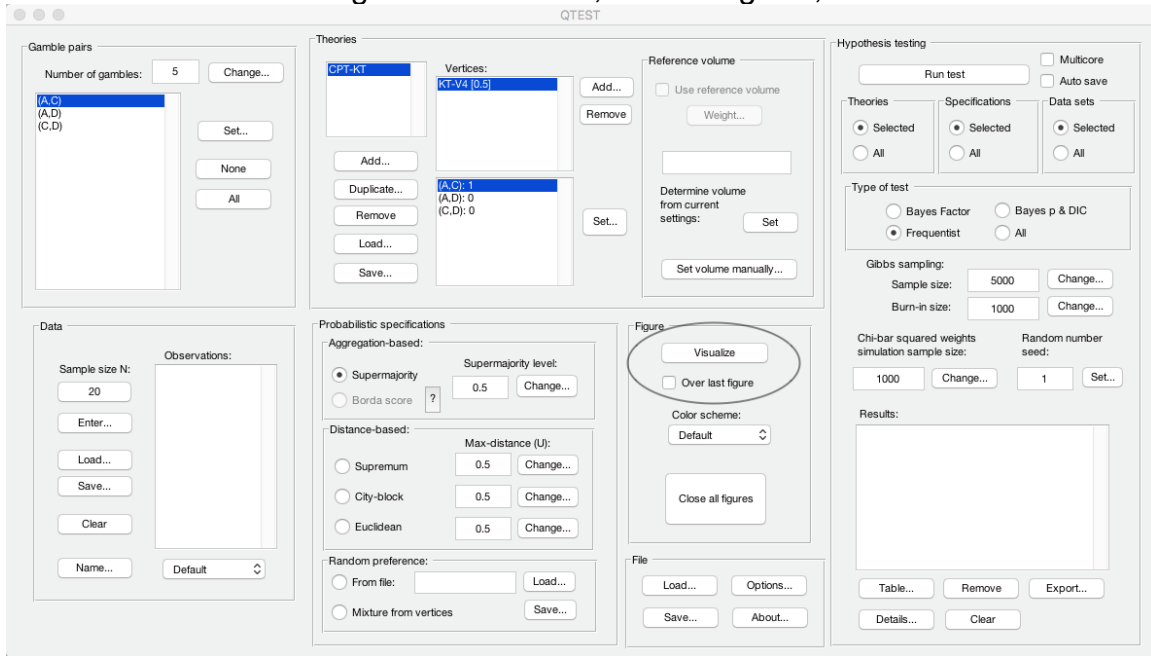 QTEST
Gamble pairs
Number of gambles:
5
Change...
(A,C)
(A,D)
(C,D)
Set...
None
All
Theories
CPT-KT
Vertices:
KT-V4 [0.5]
Add...
Remove
Add...
Duplicate...
Remove
Load...
Save...
(A,C): 1
(A,D): 0
(C,D): 0
Set...
Reference volume
Use reference volume
Weight...
Determine volume
from current
settings:
Set
Set volume manually...
Hypothesis testing
Run test
Multicore
Auto save
Theories
Selected
All
Specifications
Selected
All
Data sets
Selected
All
Type of test
Bayes Factor
Bayes p & DIC
Frequentist
All
Gibbs sampling:
Sample
size:
5000
Change...
Burn-in
size:
1000
Change...
Chi-bar squared weights
simulation sample size:
1000
Change...
Random number
seed:
1
Set...
Results:
Table...
Remove
Export...
Details...
Clear
Data
Sample size N:
20
Enter...
Load...
Save...
Clear
Name...
Observations:
Default
Probabilistic specifications
Aggregation-based:
Supermajority
Borda score
?
Supermajority level:
0.5
Change...
Distance-based:
Max-distance (U):
Supremum
0.5
Change...
City-block
0.5
Change...
Euclidean
0.5
Change...
Random preference:
From file:
Load...
Mixture from vertices
Save...
Figure
Visualize
Over last figure
Color scheme:
Default
Close all figures
File
Load...
Options...
Save...
About...